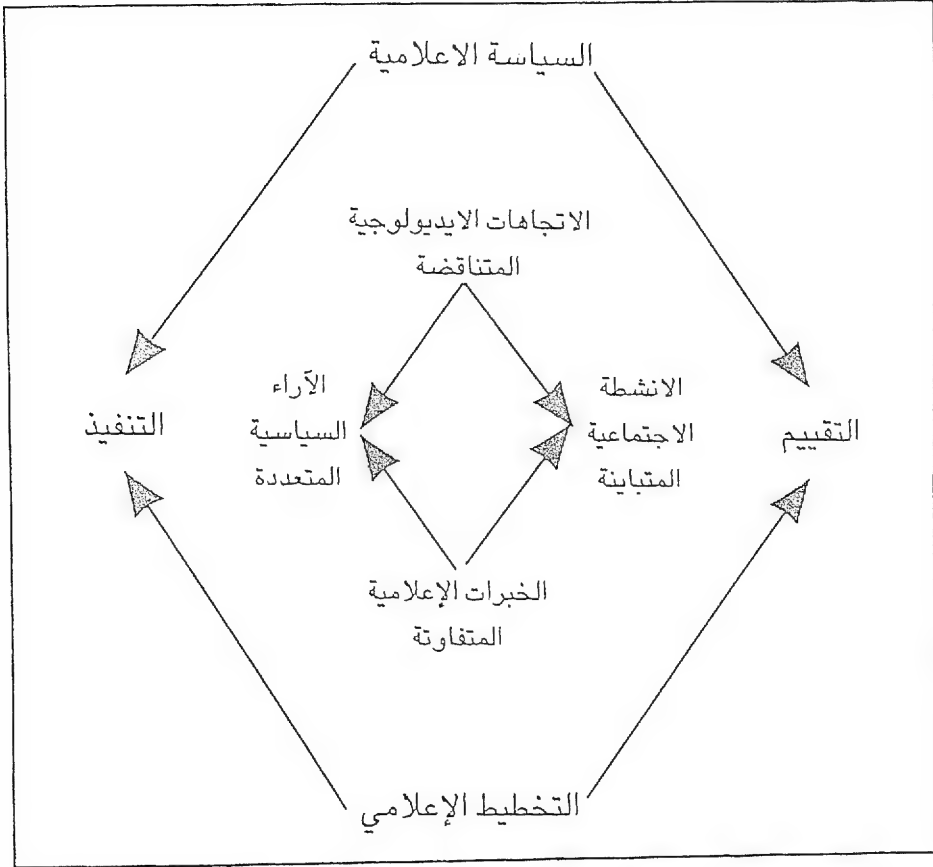 السياسة الاعلامية
الاتجاهات الايديولوجية
المتناقضة
التقييم
الانشطة
الاجتماعية
المتباينة
الآراء
السياسية
المتعددة
التنفيذ
الخبرات الإعلامية
المتفاوتة
التخطيط الإعلامي